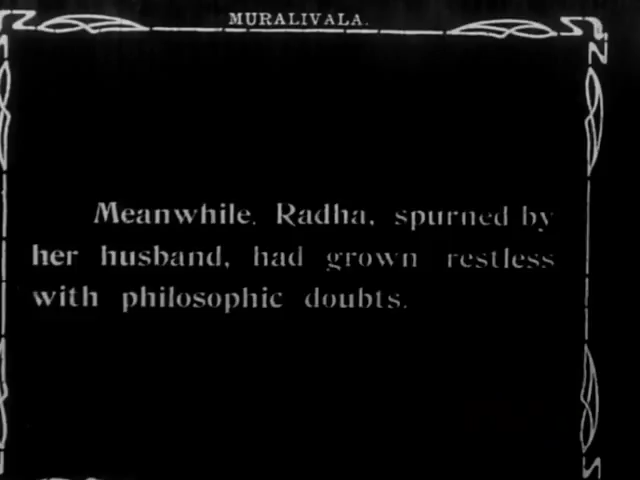 MURALIVALA.
Meanwhile, Radha, spurned by
her husband, had grown restless
with philosophic doubts.